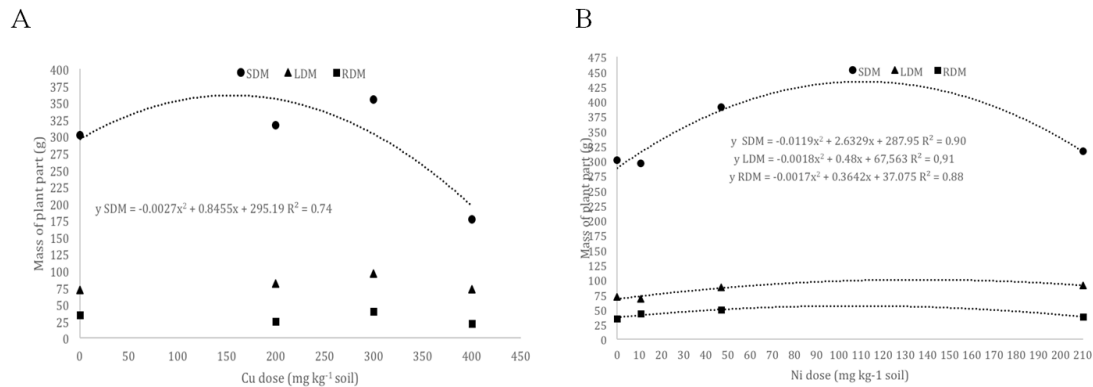 A
Mass of plant part (g)
400
375
350
325
300
275
250
225
200
175
150
125
100
75
50
25
0
SDM LDM RDM
y SDM = -0.0027x² + 0.8455x + 295.19 R² = 0.74
0 50 100 150 200 250 300 350 400 450
Cu dose (mg kg⁻¹ soil)
B
Mass of plant part (g)
475
450
425
400
375
350
325
300
275
250
225
200
175
150
125
100
75
50
25
0
SDM LDM RDM
y SDM = -0.0119x² + 2.6329x + 287.95 R² = 0.90
y LDM = -0.0018x² + 0.48x + 67,563 R² = 0,91
y RDM = -0.0017x² + 0.3642x + 37.075 R² = 0.88
0 10 20 30 40 50 60 70 80 90 100 110 120 130 140 150 160 170 180 190 200 210
Ni dose (mg kg-1 soil)